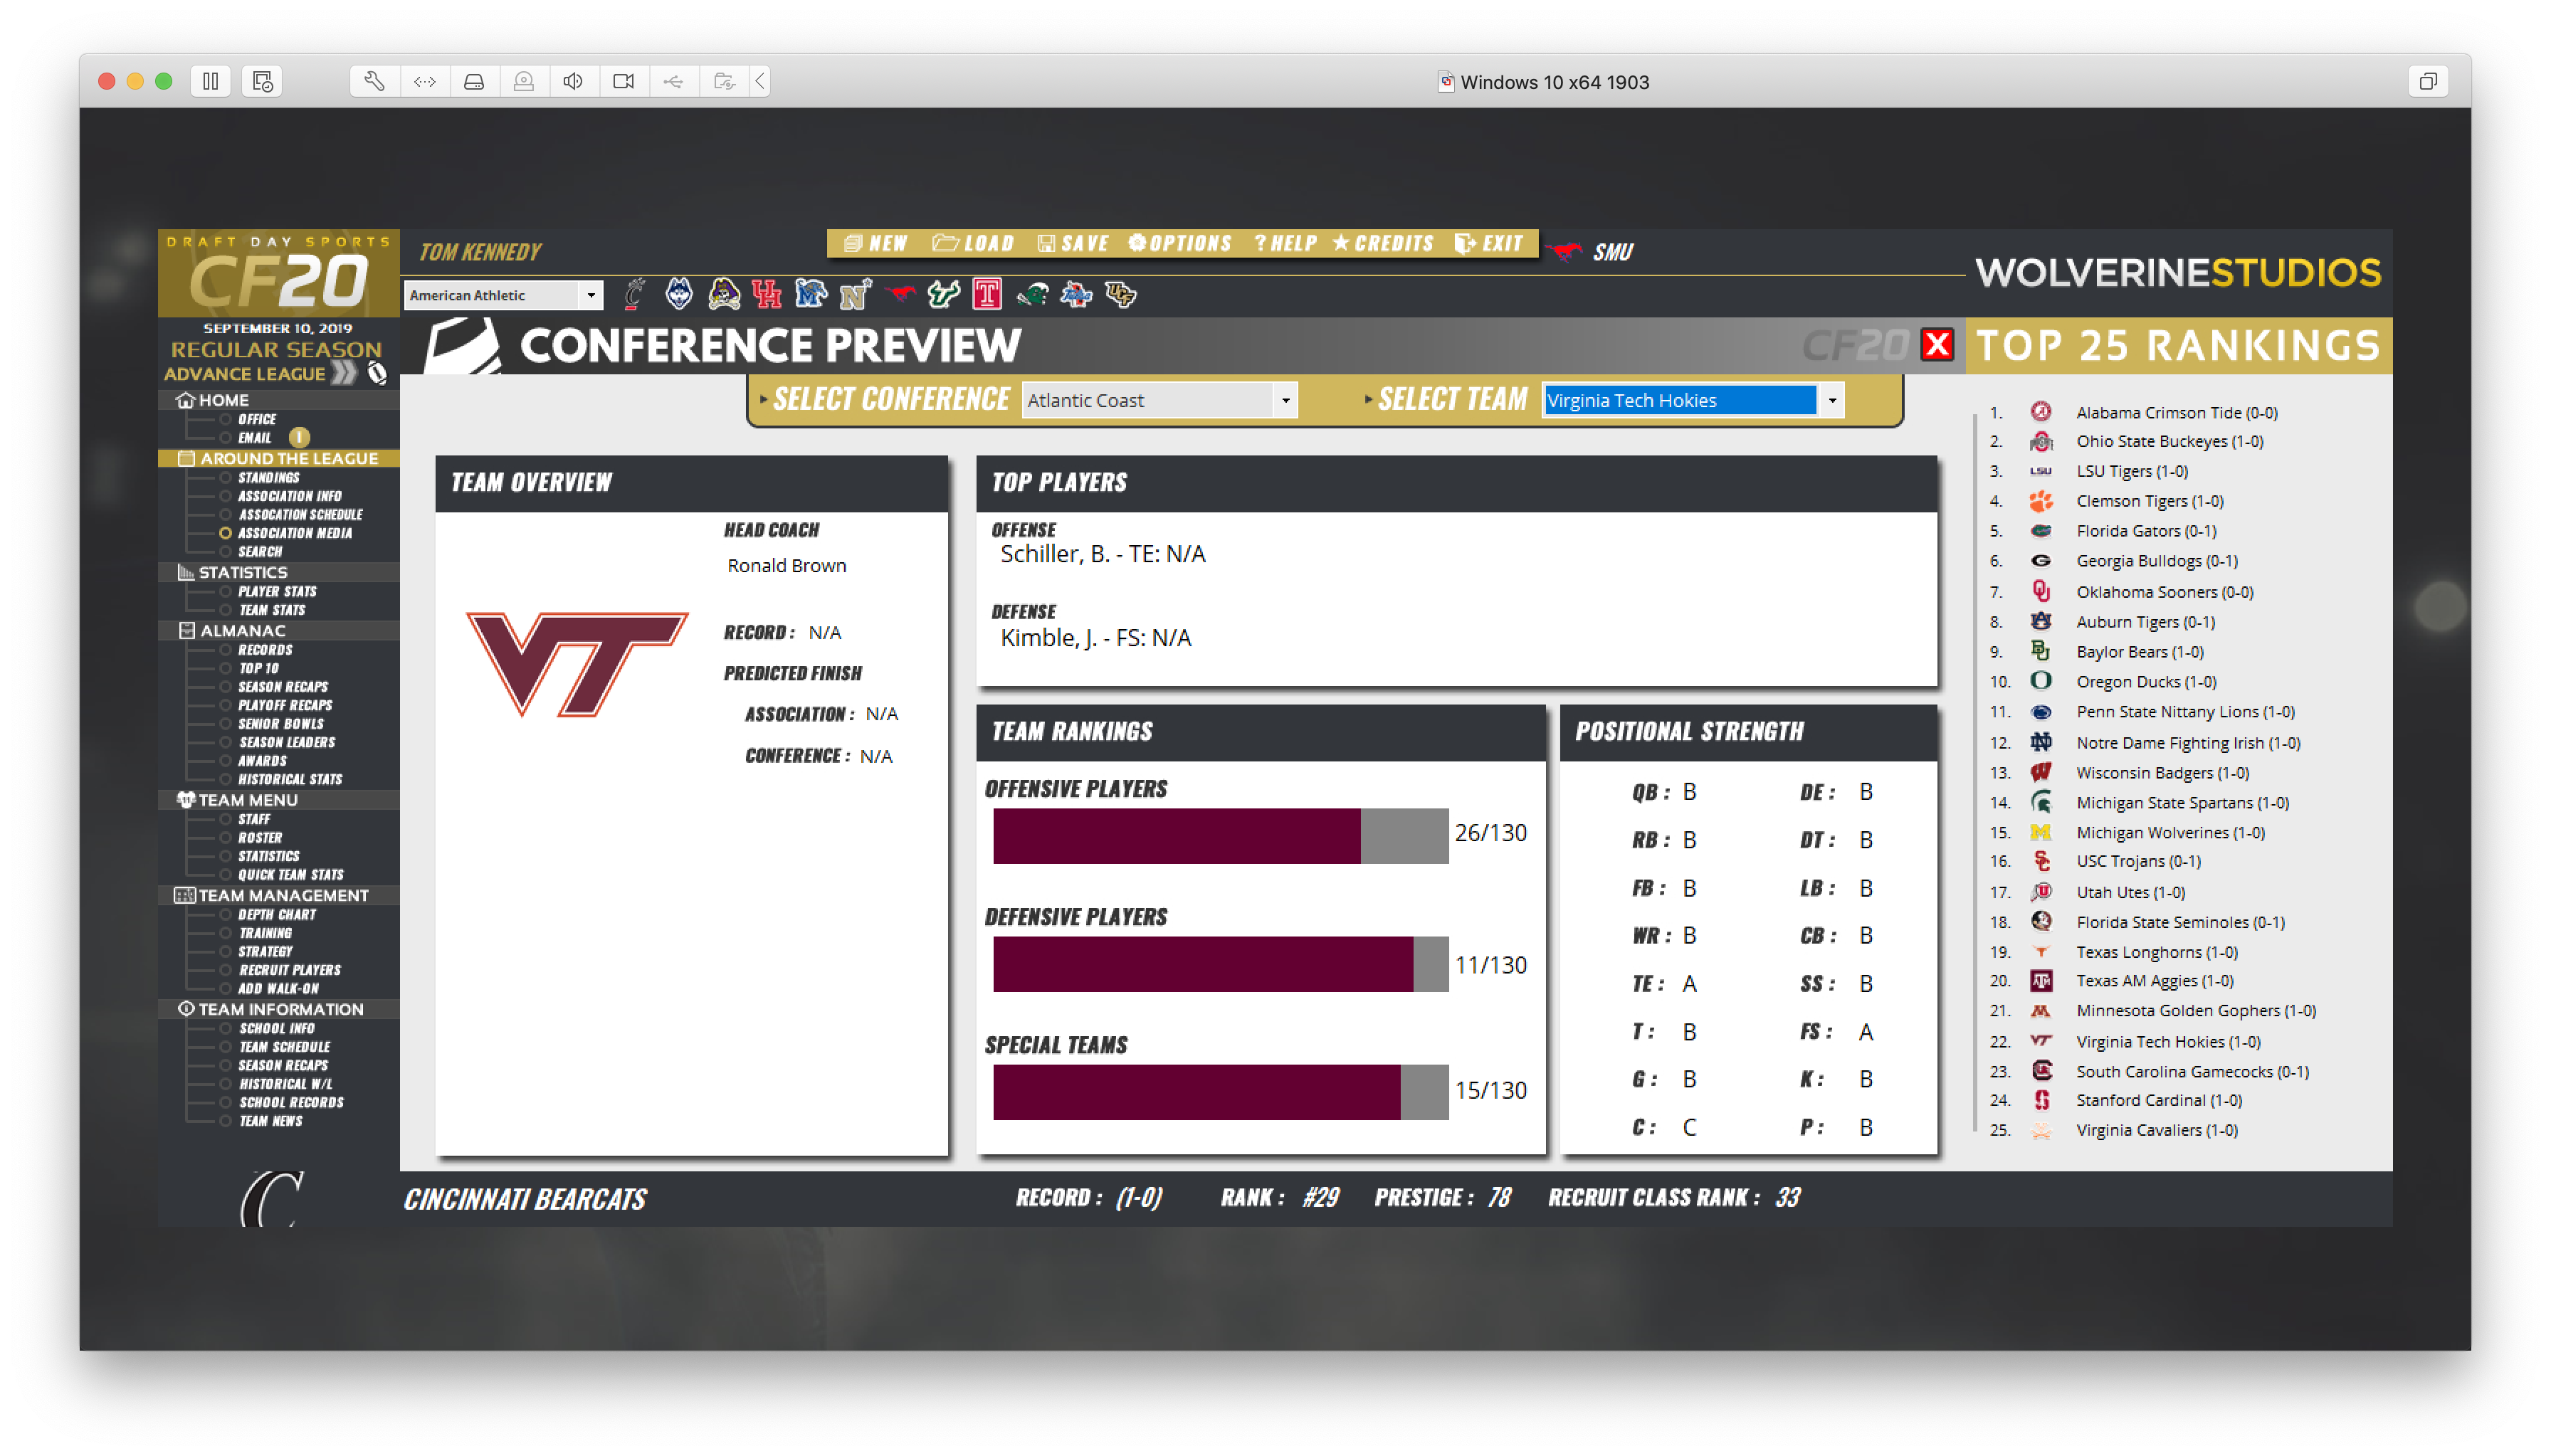 Windows 10 x64 1903
DRAFT DAY SPORTS
CF20
TOM KENNEDY
NEW LOAD SAVE OPTIONS ? HELP CREDITS EXIT
SMU
WOLVERINESTUDIOS
American Athletic
SEPTEMBER 10, 2019
REGULAR SEASON
ADVANCE LEAGUE
CONFERENCE PREVIEW
CF20
X
TOP 25 RANKINGS
SELECT CONFERENCE Atlantic Coast
SELECT TEAM Virginia Tech Hokies
HOME
OFFICE
EMAIL 1
AROUND THE LEAGUE
STANDINGS
ASSOCIATION INFO
ASSOCATION SCHEDULE
ASSOCIATION MEDIA
SEARCH
STATISTICS
PLAYER STATS
TEAM STATS
ALMANAC
RECORDS
TOP 10
SEASON RECAPS
PLAYOFF RECAPS
SENIOR BOWLS
SEASON LEADERS
AWARDS
HISTORICAL STATS
TEAM MENU
STAFF
ROSTER
STATISTICS
QUICK TEAM STATS
TEAM MANAGEMENT
DEPTH CHART
TRAINING
STRATEGY
RECRUIT PLAYERS
ADD WALK-ON
TEAM INFORMATION
SCHOOL INFO
TEAM SCHEDULE
SEASON RECAPS
HISTORICAL W/L
SCHOOL RECORDS
TEAM NEWS
TEAM OVERVIEW
HEAD COACH
Ronald Brown
VT
RECORD : N/A
PREDICTED FINISH
ASSOCIATION : N/A
CONFERENCE : N/A
TOP PLAYERS
OFFENSE
Schiller, B. - TE: N/A
DEFENSE
Kimble, J. - FS: N/A
TEAM RANKINGS
OFFENSIVE PLAYERS
26/130
DEFENSIVE PLAYERS
11/130
SPECIAL TEAMS
15/130
POSITIONAL STRENGTH
QB : B DE : B
RB : B DT : B
FB : B LB : B
WR : B CB : B
TE : A SS : B
T : B FS : A
G : B K : B
C : C P : B
1. Alabama Crimson Tide (0-0)
2. Ohio State Buckeyes (1-0)
3. LSU LSU Tigers (1-0)
4. Clemson Tigers (1-0)
5. Florida Gators (0-1)
6. Georgia Bulldogs (0-1)
7. Oklahoma Sooners (0-0)
8. Auburn Tigers (0-1)
9. Baylor Bears (1-0)
10. Oregon Ducks (1-0)
11. Penn State Nittany Lions (1-0)
12. Notre Dame Fighting Irish (1-0)
13. Wisconsin Badgers (1-0)
14. Michigan State Spartans (1-0)
15. Michigan Wolverines (1-0)
16. USC Trojans (0-1)
17. Utah Utes (1-0)
18. Florida State Seminoles (0-1)
19. Texas Longhorns (1-0)
20. Texas AM Aggies (1-0)
21. Minnesota Golden Gophers (1-0)
22. Virginia Tech Hokies (1-0)
23. South Carolina Gamecocks (0-1)
24. Stanford Cardinal (1-0)
25. Virginia Cavaliers (1-0)
CINCINNATI BEARCATS
RECORD : (1-0) RANK : #29 PRESTIGE : 78 RECRUIT CLASS RANK : 33